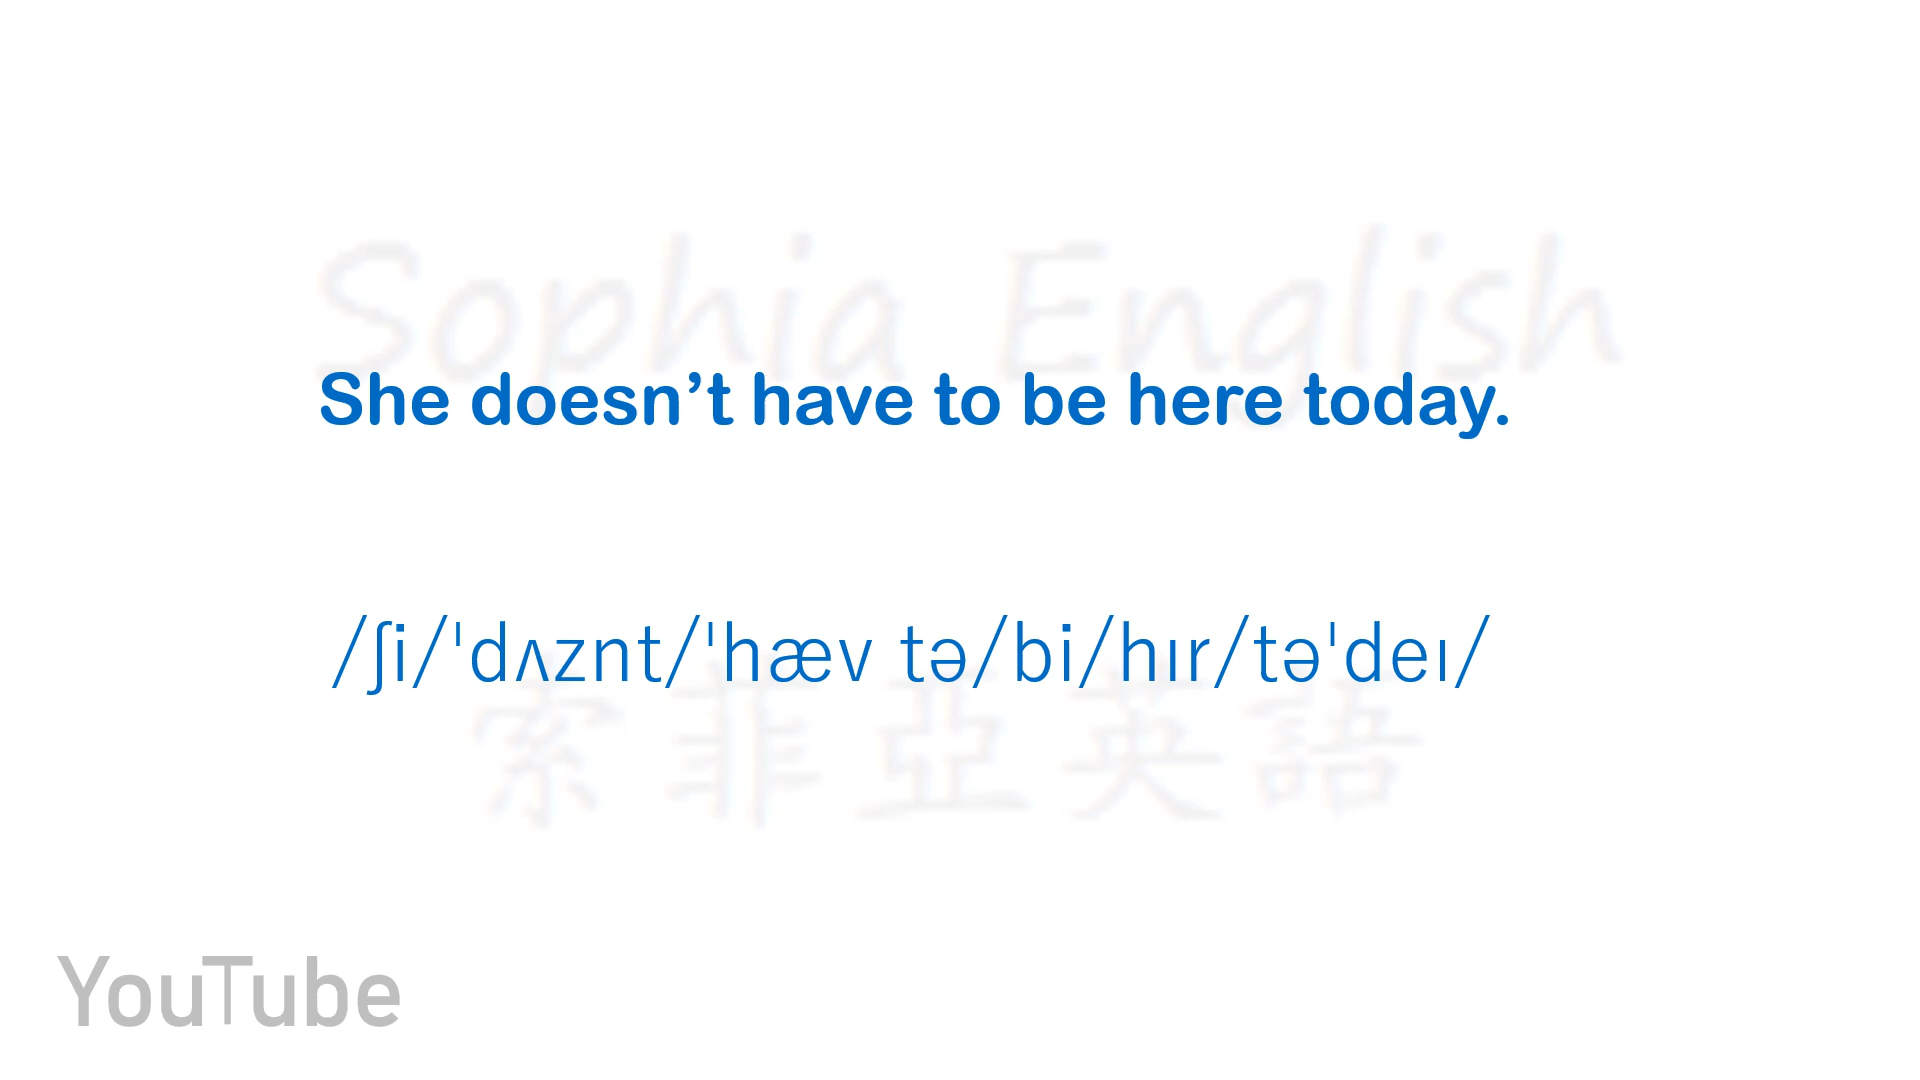 Sophia English
She doesn’t have to be here today.
/ʃi/ˈdʌznt/ˈhæv tə/bi/hɪr/təˈdeɪ/
索菲亞英語
YouTube